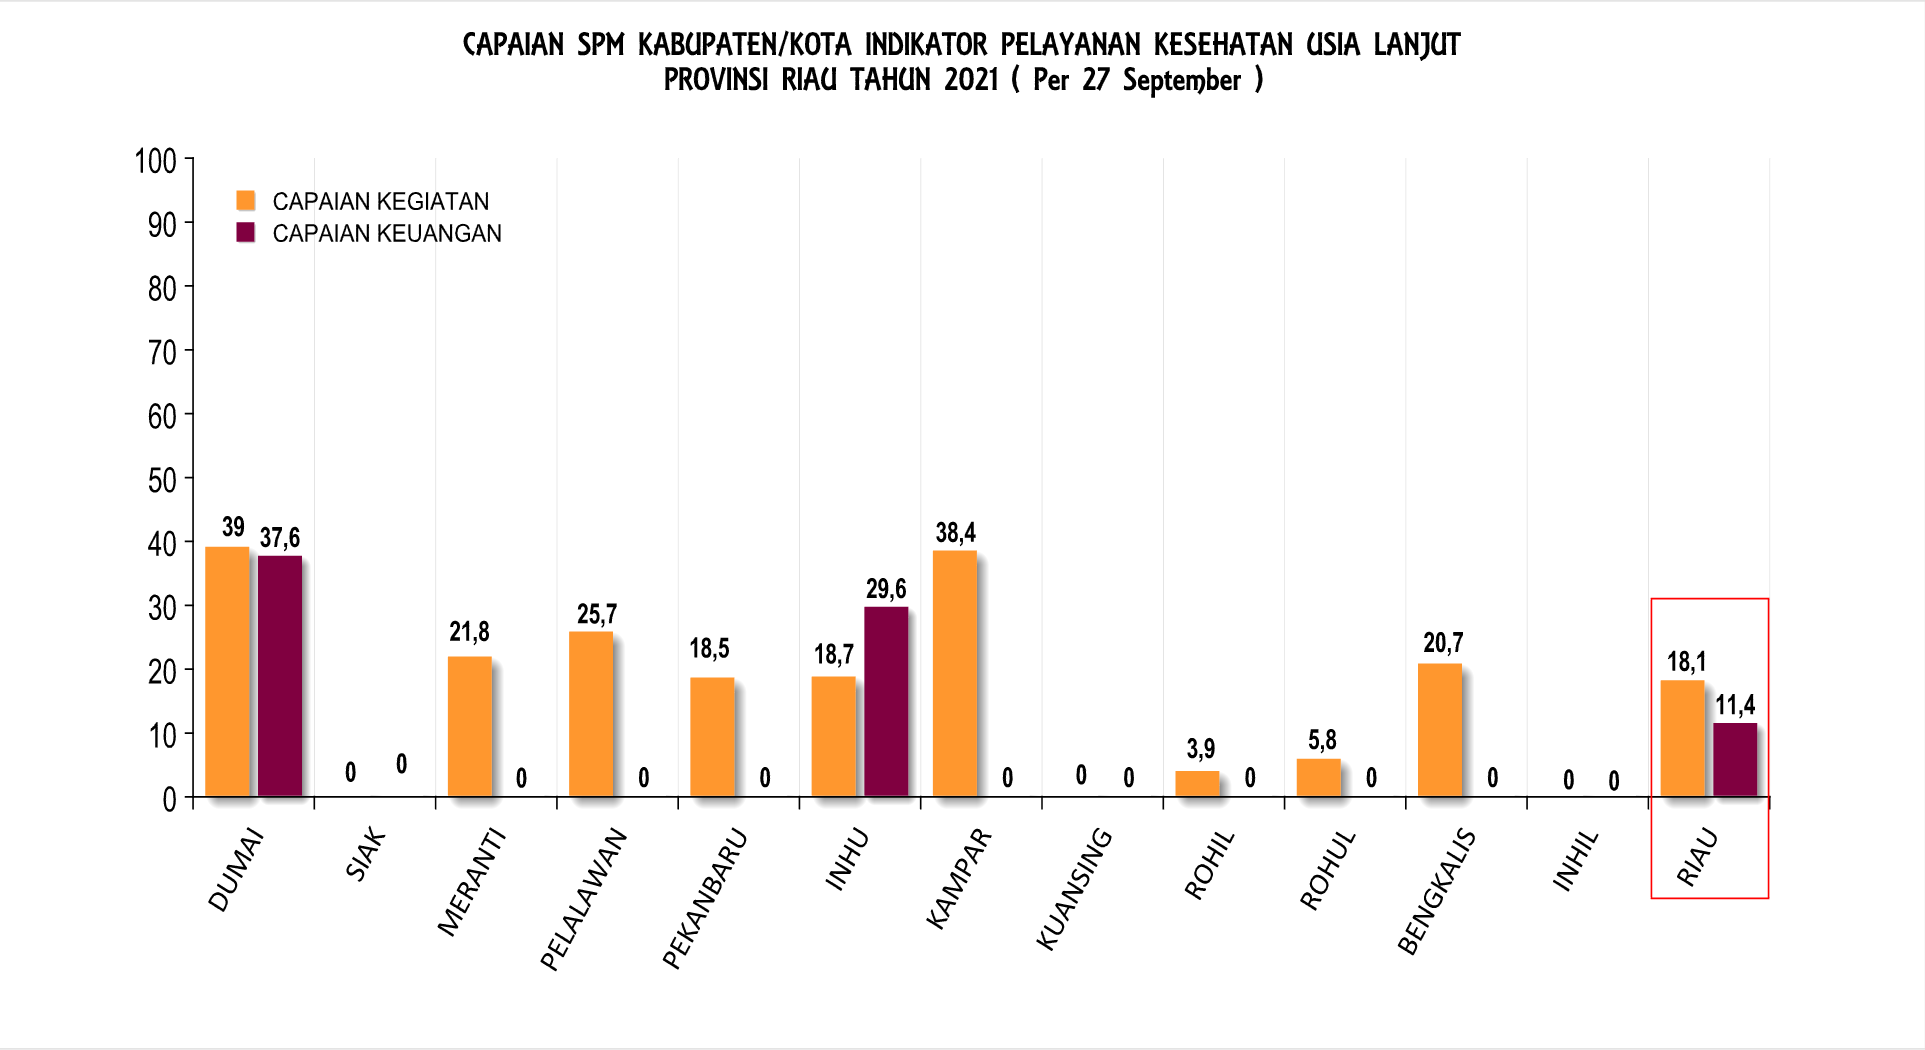 CAPAIAN SPM KABUPATEN/KOTA INDIKATOR PELAYANAN KESEHATAN USIA LANJUT
PROVINSI RIAU TAHUN 2021 ( Per 27 September )
100
90
80
70
60
50
40
30
20
10
0
CAPAIAN KEGIATAN
CAPAIAN KEUANGAN
39
37,6
0
0
21,8
0
25,7
0
18,5
0
18,7
29,6
38,4
0
0
0
3,9
0
5,8
0
20,7
0
0
0
18,1
11,4
DUMAI
SIAK
MERANTI
PELALAWAN
PEKANBARU
INHU
KAMPAR
KUANSING
ROHIL
ROHUL
BENGKALIS
INHIL
RIAU